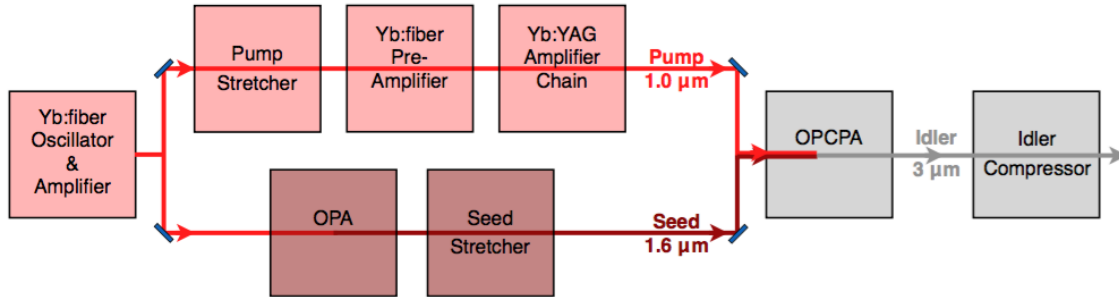 Yb:fiber
Oscillator
&
Amplifier
Pump
Stretcher
Yb:fiber
Pre-
Amplifier
Yb:YAG
Amplifier
Chain
Pump
1.0 μm
OPA
Seed
Stretcher
Seed
1.6 μm
OPCPA
Idler
3 μm
Idler
Compressor